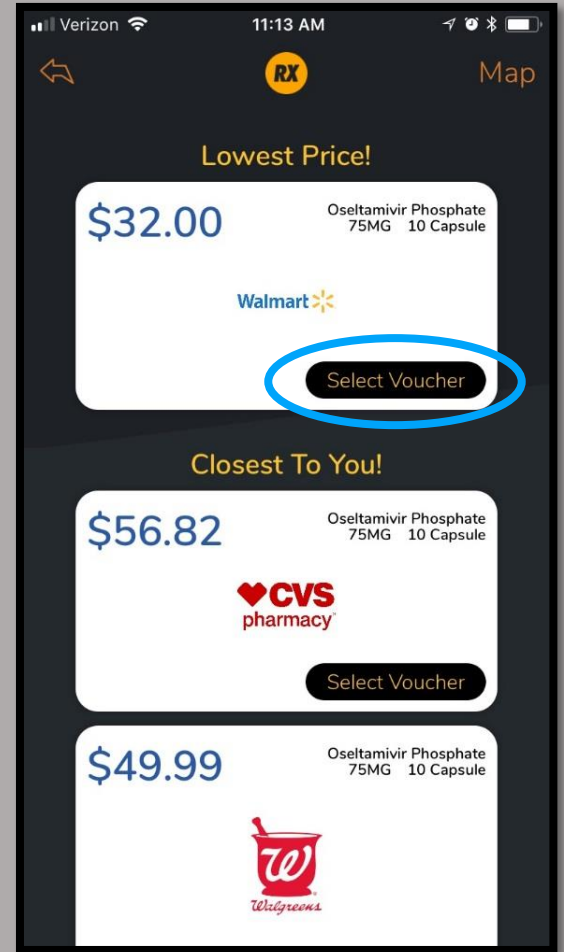 Verizon 11:13 AM
RX Map
Lowest Price!
$32.00 Oseltamivir Phosphate
75MG 10 Capsule
Walmart
Select Voucher
Closest To You!
$56.82 Oseltamivir Phosphate
75MG 10 Capsule
CVS
pharmacy
Select Voucher
$49.99 Oseltamivir Phosphate
75MG 10 Capsule
W
Walgreens